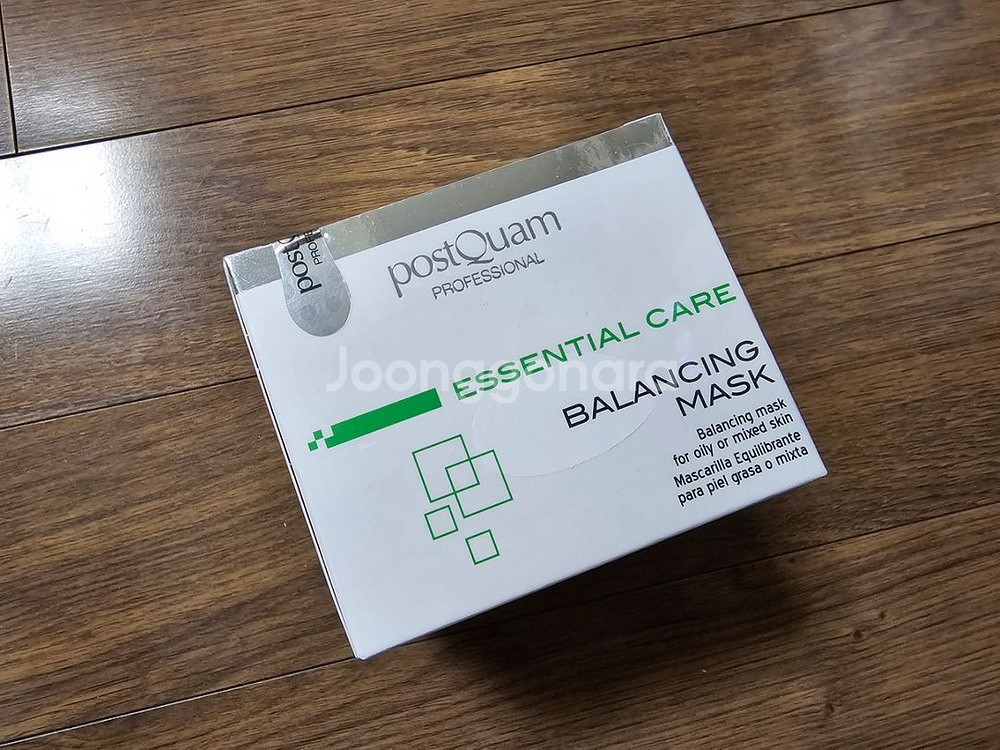 postQuam
PROFESSIONAL
ESSENTIAL CARE
BALANCING
MASK
Balancing mask
for oily or mixed skin
Mascarilla Equilibrante
para piel grasa o mixta
Joonggonara